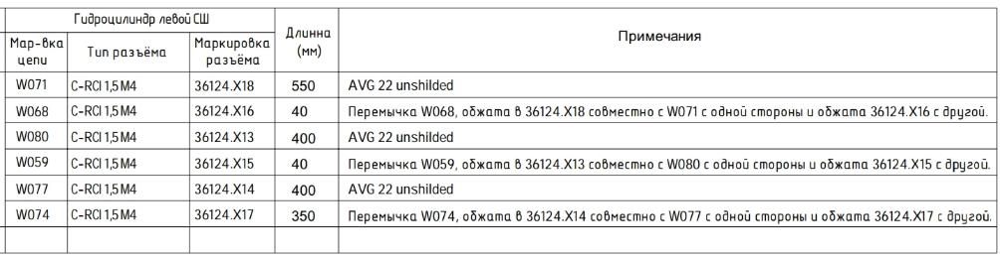 Гидроцилиндр левой СШ
Длинна (мм)
Примечания
Мар-вка цепи
Тип разъёма
Маркировка разъёма
W071 C-RCI 1,5 M4 36124.X18 550 AVG 22 unshilded
W068 C-RCI 1,5 M4 36124.X16 40 Перемычка W068, обжата в 36124.X18 совместно с W071 с одной стороны и обжата 36124.X16 с другой.
W080 C-RCI 1,5 M4 36124.X13 400 AVG 22 unshilded
W059 C-RCI 1,5 M4 36124.X15 40 Перемычка W059, обжата в 36124.X13 совместно с W080 с одной стороны и обжата 36124.X15 с другой.
W077 C-RCI 1,5 M4 36124.X14 400 AVG 22 unshilded
W074 C-RCI 1,5 M4 36124.X17 350 Перемычка W074, обжата в 36124.X14 совместно с W077 с одной стороны и обжата 36124.X17 с другой.